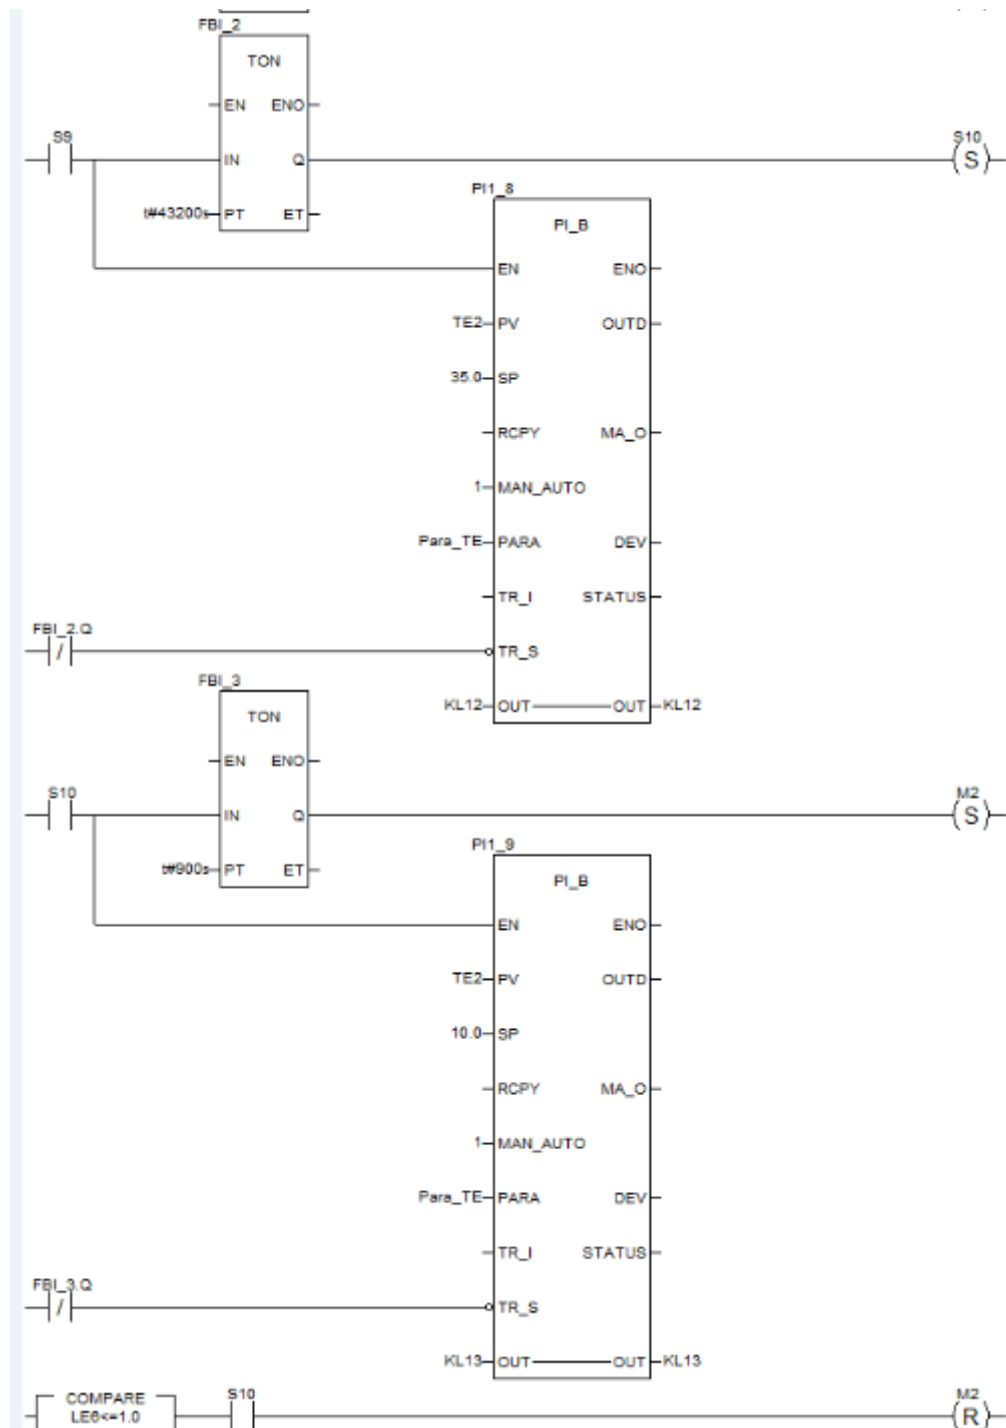 FBI_2
TON
EN ENO
S9
S10
IN Q
(S)
t#43200s PT ET
PI1_8
PI_B
EN ENO
TE2 PV OUTD
35.0 SP
RCPY MA_O
1 MAN_AUTO
Para_TE PARA DEV
TR_I STATUS
FBI_2.Q
/
TR_S
KL12 OUT OUT KL12
FBI_3
TON
EN ENO
S10
M2
IN Q
(S)
t#900s PT ET
PI1_9
PI_B
EN ENO
TE2 PV OUTD
10.0 SP
RCPY MA_O
1 MAN_AUTO
Para_TE PARA DEV
TR_I STATUS
FBI_3.Q
/
TR_S
KL13 OUT OUT KL13
COMPARE
S10
M2
LE6<=1.0
(R)